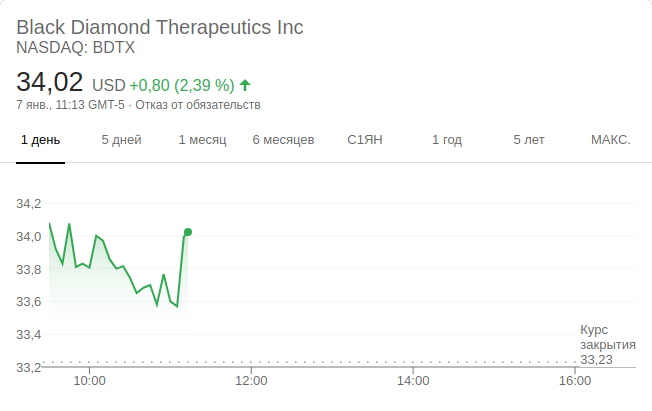 Black Diamond Therapeutics Inc
NASDAQ: BDTX
34,02 USD +0,80 (2,39 %)
7 янв., 11:13 GMT-5 · Отказ от обязательств
1 день 5 дней 1 месяц 6 месяцев С1ЯН 1 год 5 лет МАКС.
34,2
34,0
33,8
33,6
33,4
33,2
Курс
закрытия
33,23
10:00 12:00 14:00 16:00